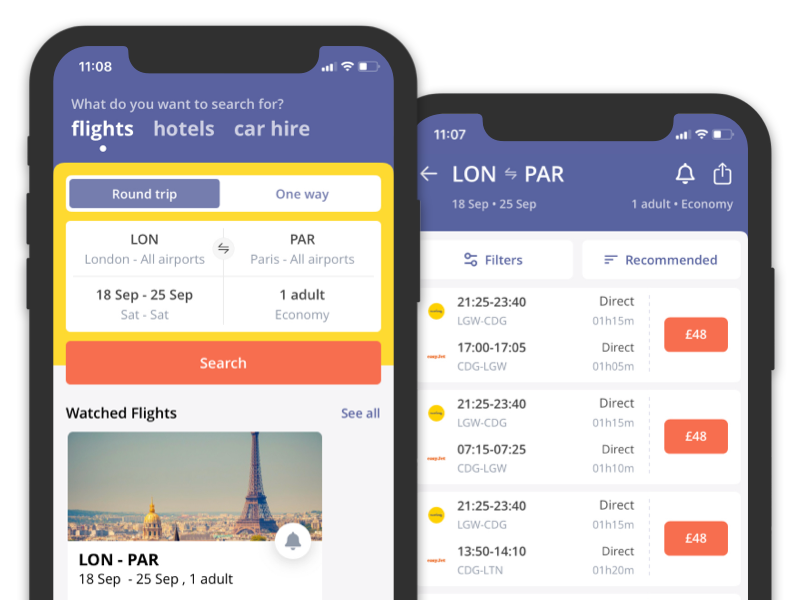 11:08
What do you want to search for?
flights hotels car hire
Round trip One way
LON PAR
London - All airports Paris - All airports
18 Sep - 25 Sep 1 adult
Sat - Sat Economy
Search
Watched Flights See all
LON - PAR
18 Sep - 25 Sep , 1 adult
11:07
LON PAR
18 Sep • 25 Sep 1 adult • Economy
Filters Recommended
21:25-23:40 Direct
LGW-CDG 01h15m
£48
17:00-17:05 Direct
CDG-LGW 01h05m
21:25-23:40 Direct
LGW-CDG 01h15m
£48
07:15-07:25 Direct
CDG-LGW 01h10m
21:25-23:40 Direct
LGW-CDG 01h15m
£48
13:50-14:10 Direct
CDG-LTN 01h20m